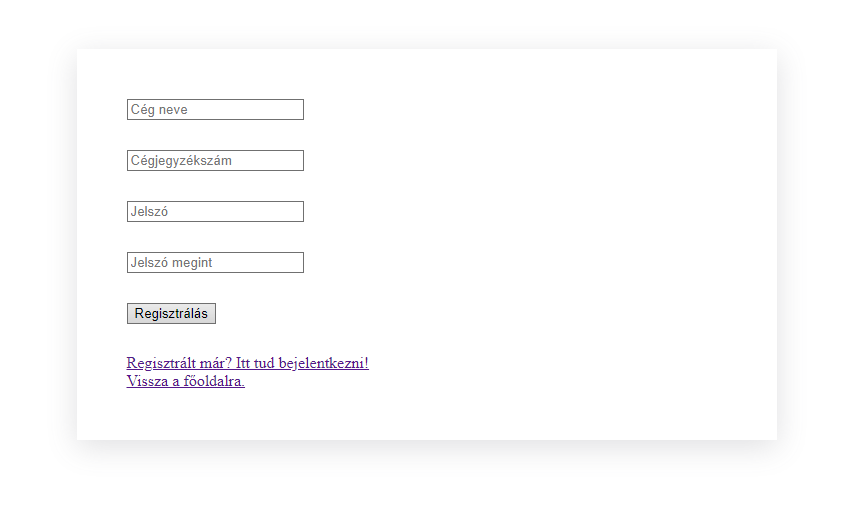 Cég neve
Cégjegyzékszám
Jelszó
Jelszó megint
Regisztrálás
Regisztrált már? Itt tud bejelentkezni!
Vissza a főoldalra.